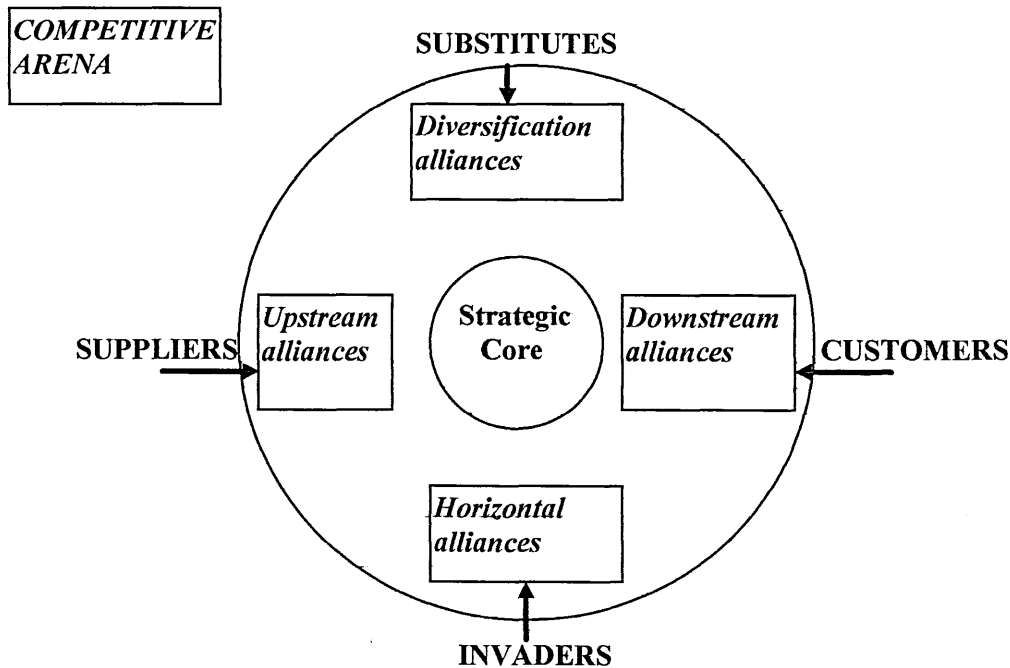 COMPETITIVE
ARENA
SUBSTITUTES
Diversification
alliances
SUPPLIERS
Upstream
alliances
Strategic
Core
Downstream
alliances
CUSTOMERS
Horizontal
alliances
INVADERS